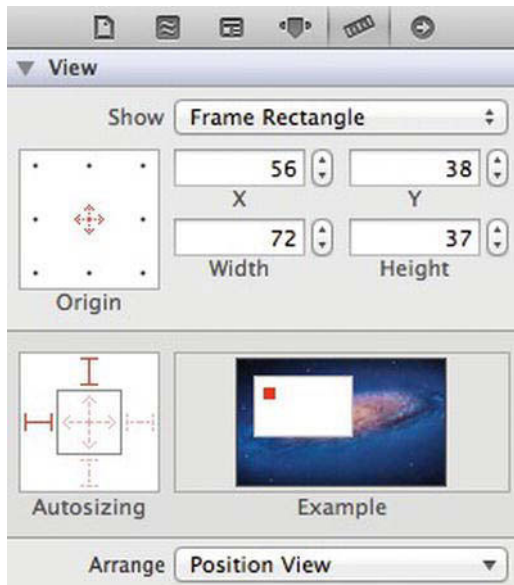 View
Show Frame Rectangle
56 38
X Y
72 37
Width Height
Origin
Autosizing Example
Arrange Position View